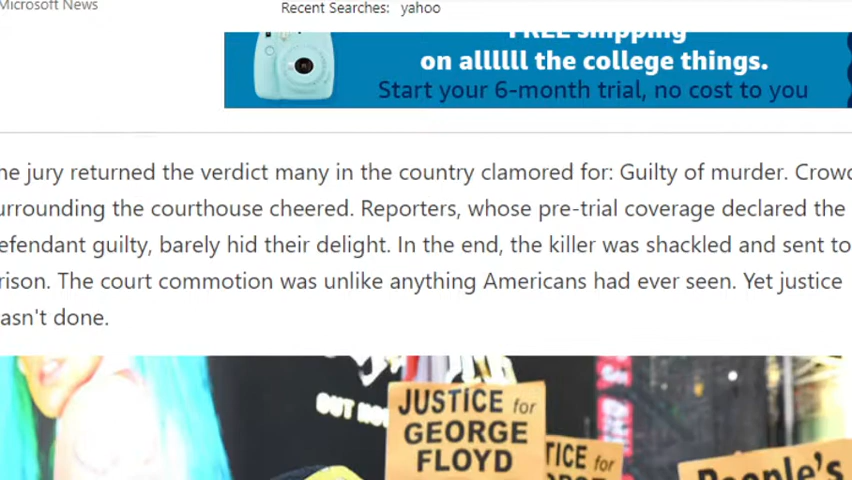 Microsoft News
Recent Searches: yahoo
FREE shipping
on allllll the college things.
Start your 6-month trial, no cost to you
he jury returned the verdict many in the country clamored for: Guilty of murder. Crowd
urrounding the courthouse cheered. Reporters, whose pre-trial coverage declared the
efendant guilty, barely hid their delight. In the end, the killer was shackled and sent to
rison. The court commotion was unlike anything Americans had ever seen. Yet justice
asn't done.
JUSTICE for
GEORGE
FLOYD
TICE for
People's